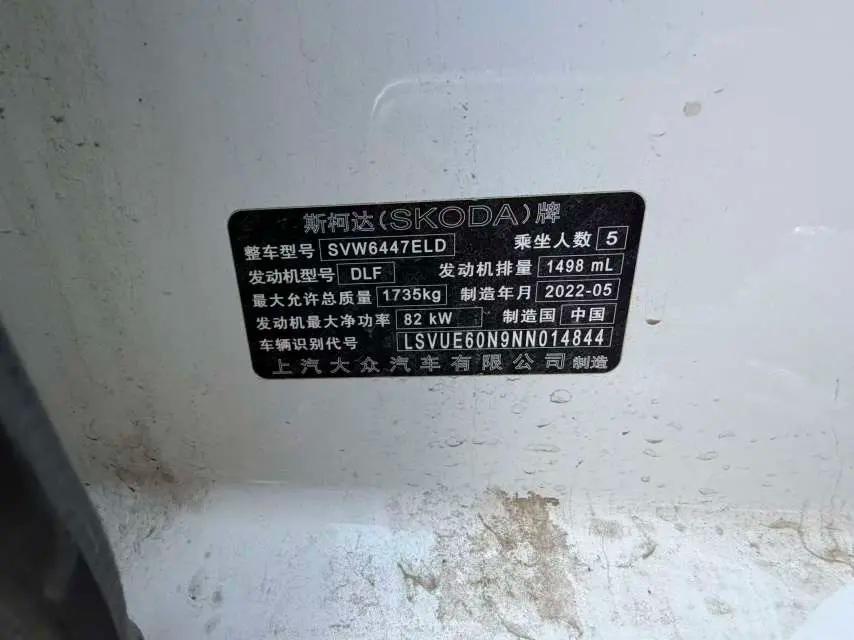 斯柯达(SKODA)牌
整车型号 SVW6447ELD 乘坐人数 5
发动机型号 DLF 发动机排量 1498 mL
最大允许总质量 1735kg 制造年月 2022-05
发动机最大净功率 82 kW 制造国 中国
车辆识别代号 LSVUE60N9NN014844
上汽大众汽车有限公司 制造